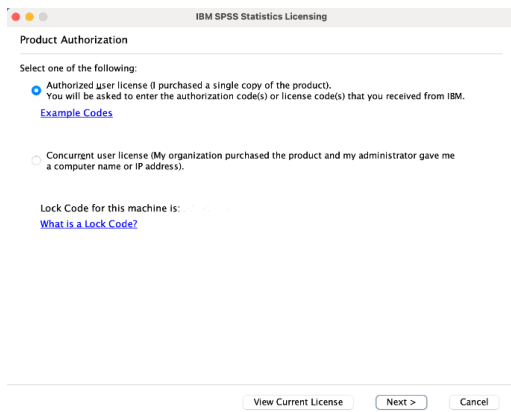 IBM SPSS Statistics Licensing
Product Authorization
Select one of the following:
Authorized user license (I purchased a single copy of the product).
You will be asked to enter the authorization code(s) or license code(s) that you received from IBM.
Example Codes
Concurrent user license (My organization purchased the product and my administrator gave me
a computer name or IP address).
Lock Code for this machine is:
What is a Lock Code?
View Current License
Next >
Cancel